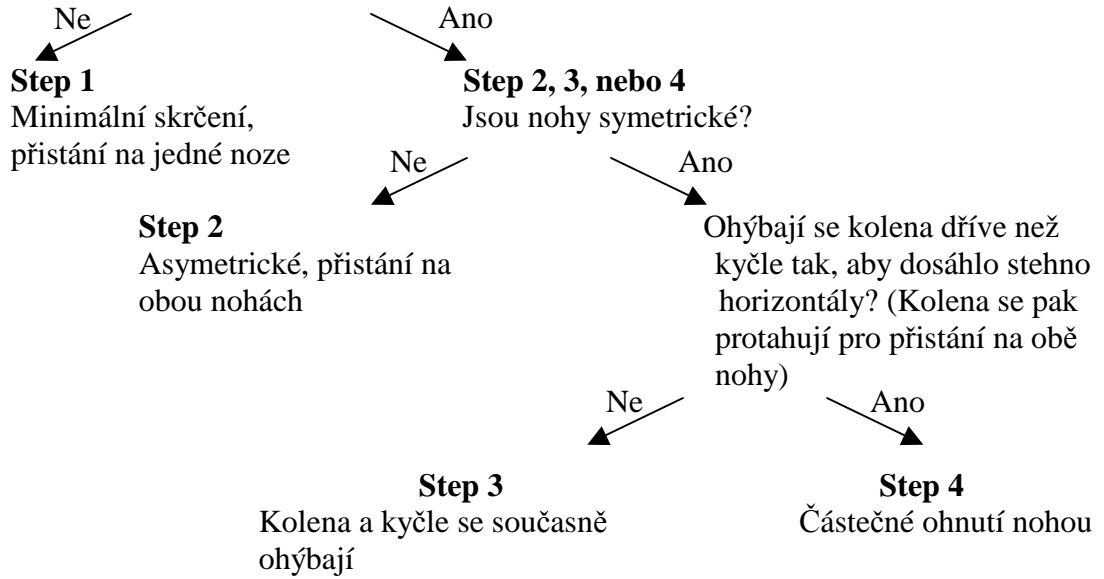 Ne Ano
Step 1 Step 2, 3, nebo 4
Minimální skrčení, Jsou nohy symetrické?
přistání na jedné noze
Ne Ano
Step 2 Ohýbají se kolena dříve než
Asymetrické, přistání na kyčle tak, aby dosáhlo stehno
obou nohách horizontály? (Kolena se pak
protahují pro přistání na obě
nohy)
Ne Ano
Step 3 Step 4
Kolena a kyčle se současně Částečné ohnutí nohou
ohýbají